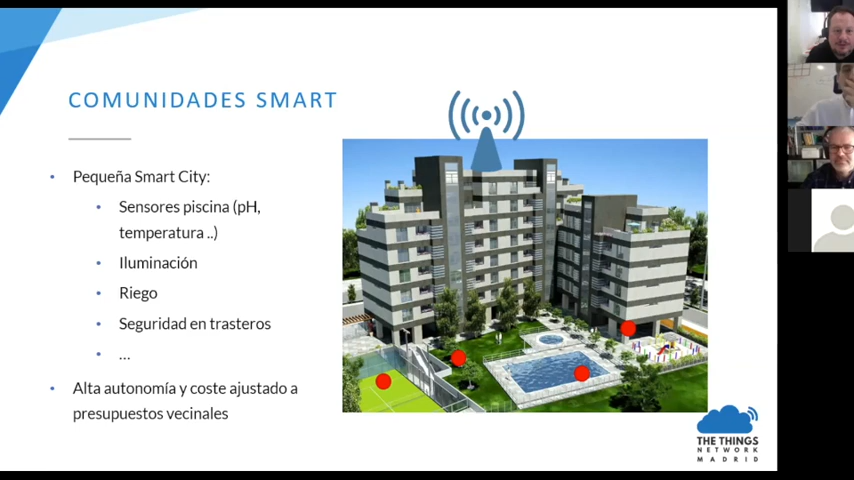 COMUNIDADES SMART
Pequeña Smart City:
Sensores piscina (pH,
temperatura ..)
Iluminación
Riego
Seguridad en trasteros
...
Alta autonomía y coste ajustado a
presupuestos vecinales
THE THINGS
NETWORK
MADRID